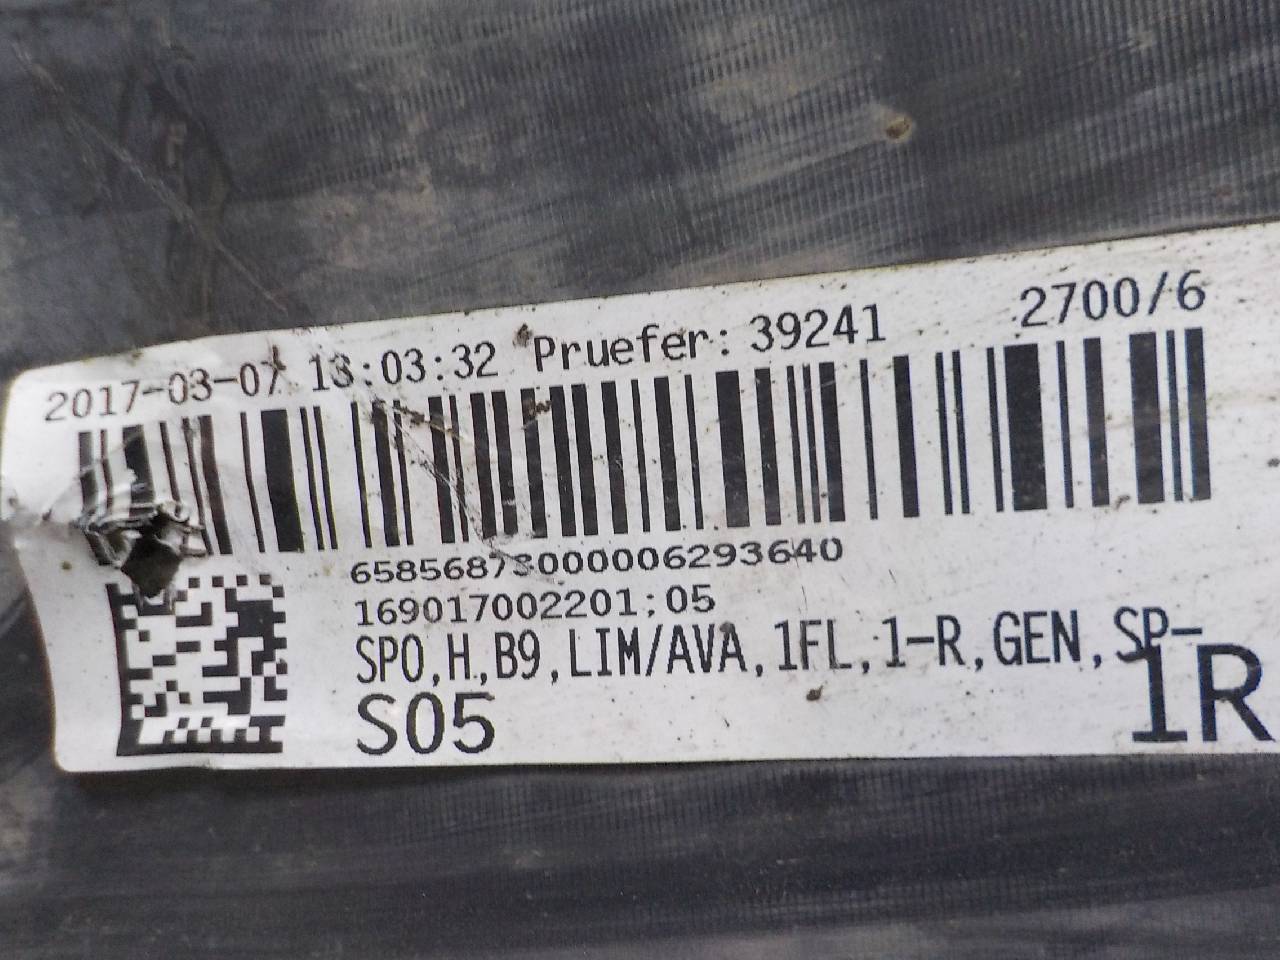 2017-03-07 13:03:32 Pruefer: 39241 2700/6
65856873000006293640
169017002201;05
SPO,H.,B9,LIM/AVA,1FL,1-R,GEN,SP-
S05 1R